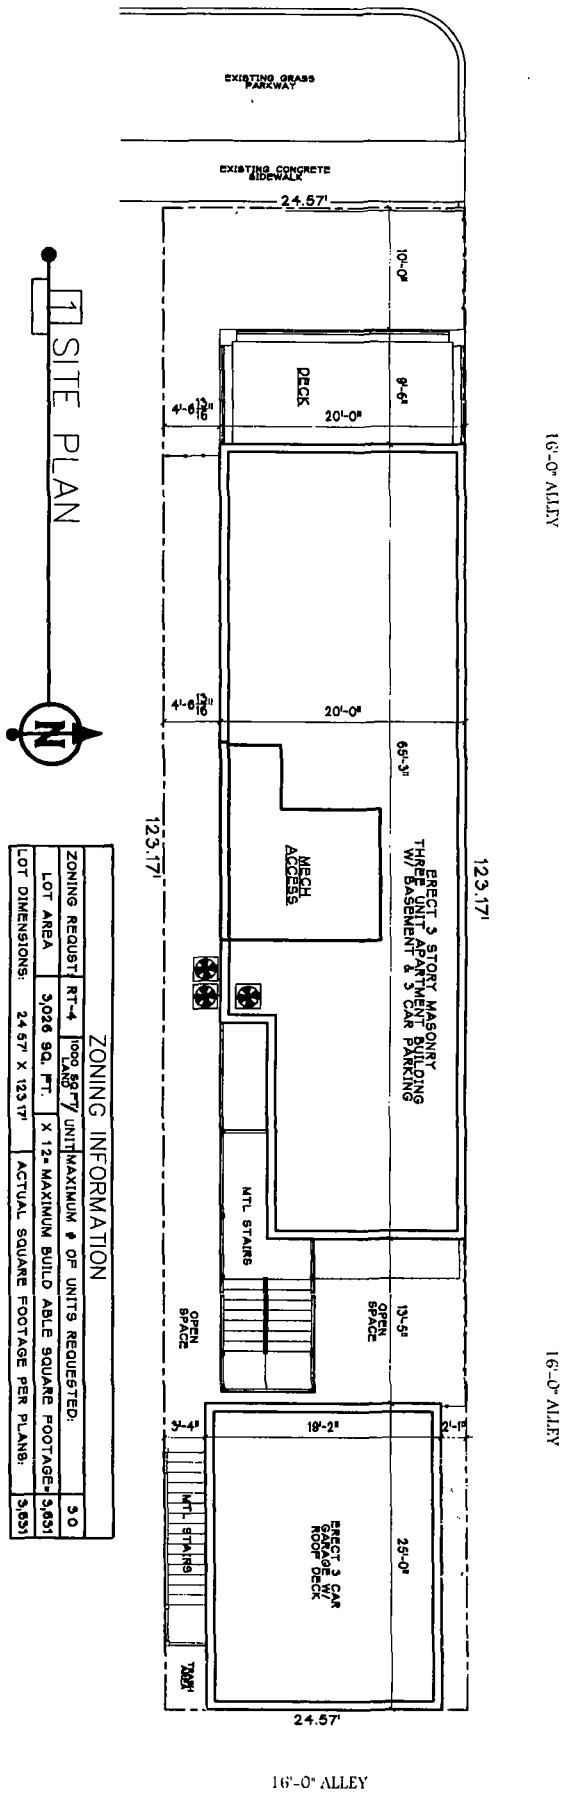 EXISTING GRASS
PARKWAY
EXISTING CONCRETE
SIDEWALK
24.57'
10'-0"
DECK
9'-6"
4'-6 13/16"
20'-0"
16'-0" ALLEY
1 SITE PLAN
N
4'-6 13/16"
20'-0"
65'-3"
123.17'
123.17'
MECH
ACCESS
ERECT 3 STORY MASONRY
THREE UNIT APARTMENT BUILDING
W/ BASEMENT & 3 CAR PARKING
MTL STAIRS
OPEN
SPACE
OPEN
SPACE
13'-5"
16'-0" ALLEY
3'-4"
19'-2"
2'-1"
MTL STAIRS
ERECT 3 CAR
GARAGE W/
ROOF DECK
25'-0"
TRASH
AREA
24.57'
16'-0" ALLEY
ZONING INFORMATION
ZONING REQUST/ RT-4 1000 SQ FT/ LAND UNIT MAXIMUM # OF UNITS REQUESTED: 3 0
LOT AREA 3,026 SQ. FT. X 12= MAXIMUM BUILD ABLE SQUARE FOOTAGE= 3,631
LOT DIMENSIONS: 24 57' X 123 17' ACTUAL SQUARE FOOTAGE PER PLANS: 3,631